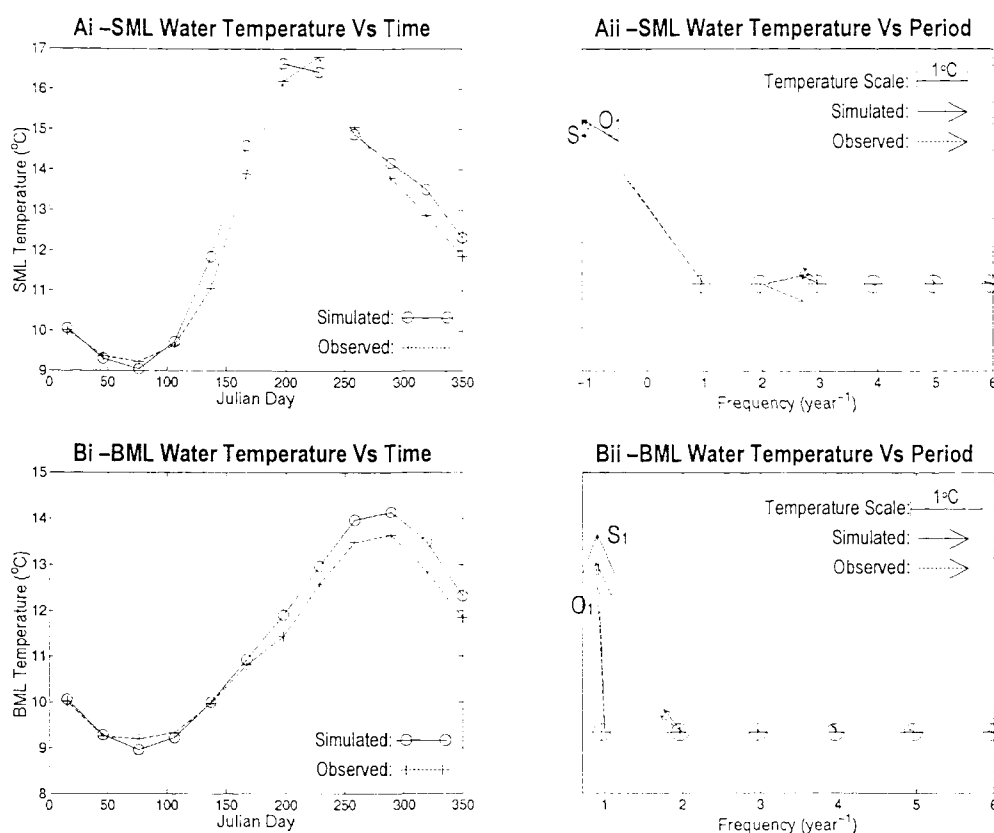 Ai –SML Water Temperature Vs Time
17
16
15
14
13
12
11
10
9
SML Temperature (°C)
0 50 100 150 200 250 300 350
Julian Day
Simulated:
Observed:
Aii –SML Water Temperature Vs Period
Temperature Scale: 1°C
Simulated:
Observed:
S O1
-1 0 1 2 3 4 5 6
Frequency (year⁻¹)
Bi –BML Water Temperature Vs Time
15
14
13
12
11
10
9
8
BML Temperature (°C)
0 50 100 150 200 250 300 350
Julian Day
Simulated:
Observed:
Bii –BML Water Temperature Vs Period
Temperature Scale: 1°C
Simulated:
Observed:
S1
O1
1 2 3 4 5 6
Frequency (year⁻¹)